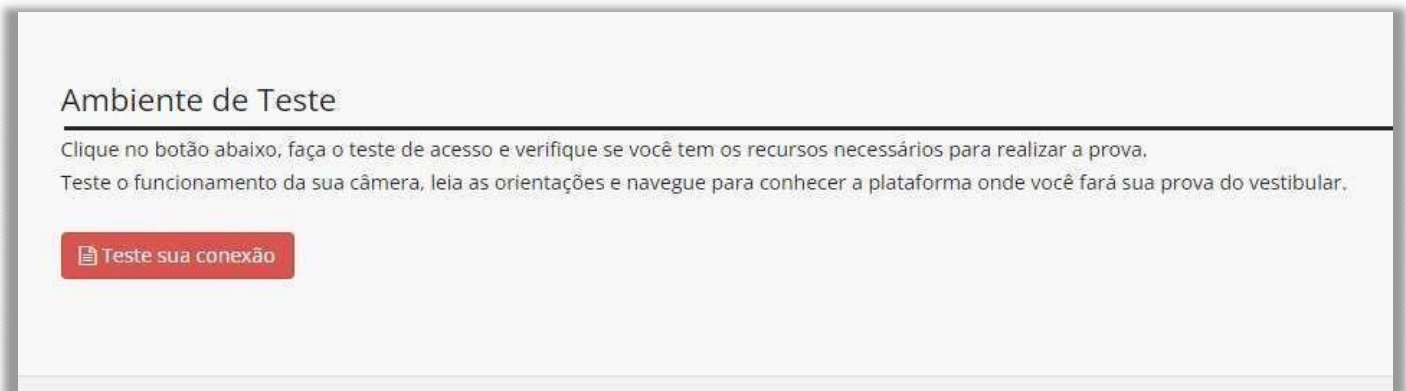 Ambiente de Teste
Clique no botão abaixo, faça o teste de acesso e verifique se você tem os recursos necessários para realizar a prova.
Teste o funcionamento da sua câmera, leia as orientações e navegue para conhecer a plataforma onde você fará sua prova do vestibular.
Teste sua conexão